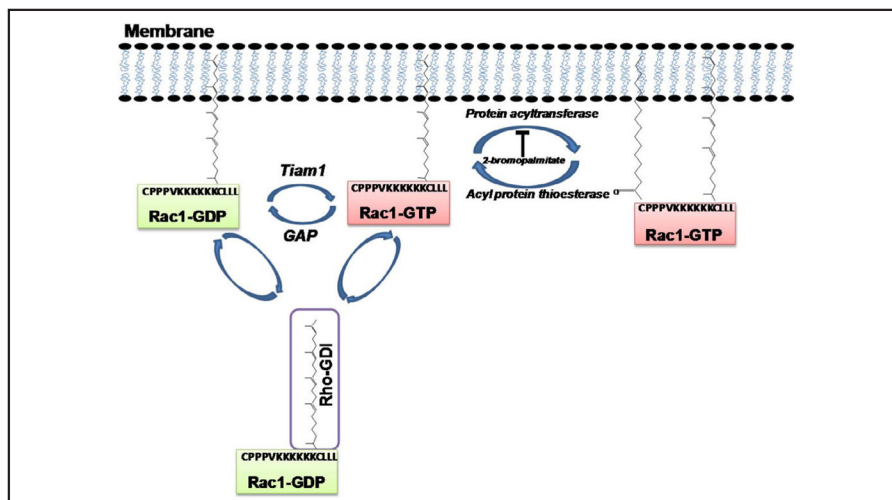 Membrane
Protein acyltransferase
2-bromopalmitate
Acyl protein thioesterase
O
Tiam1
GAP
CPPPVKKKKKKCLLL
Rac1-GDP
CPPPVKKKKKKCLLL
Rac1-GTP
CPPPVKKKKKKCLLL
Rac1-GTP
Rho-GDI
CPPPVKKKKKKCLLL
Rac1-GDP